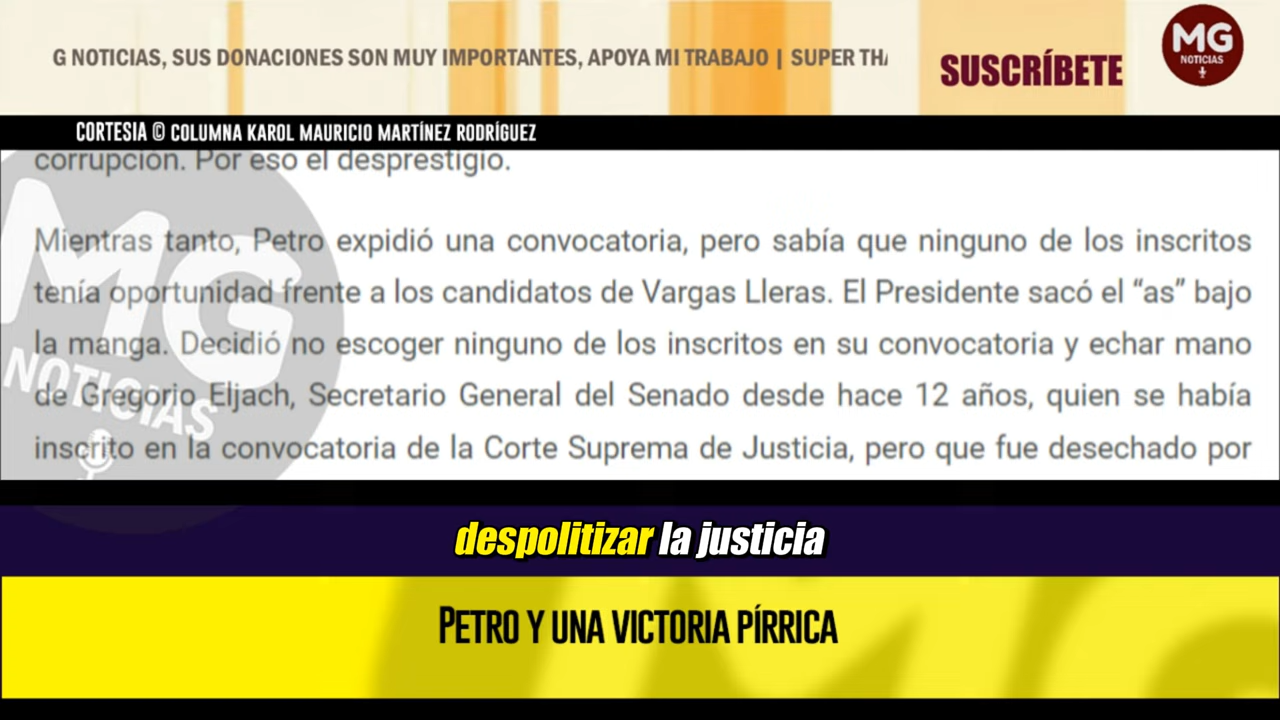 G NOTICIAS, SUS DONACIONES SON MUY IMPORTANTES, APOYA MI TRABAJO | SUPER THA
SUSCRÍBETE
MG
NOTICIAS
CORTESIA © COLUMNA KAROL MAURICIO MARTÍNEZ RODRÍGUEZ
corrupción. Por eso el desprestigio.
Mientras tanto, Petro expidió una convocatoria, pero sabía que ninguno de los inscritos
tenía oportunidad frente a los candidatos de Vargas Lleras. El Presidente sacó el “as” bajo
la manga. Decidió no escoger ninguno de los inscritos en su convocatoria y echar mano
de Gregorio Eljach, Secretario General del Senado desde hace 12 años, quien se había
inscrito en la convocatoria de la Corte Suprema de Justicia, pero que fue desechado por
MG
NOTICIAS
despolitizar la justicia
PETRO Y UNA VICTORIA PÍRRICA